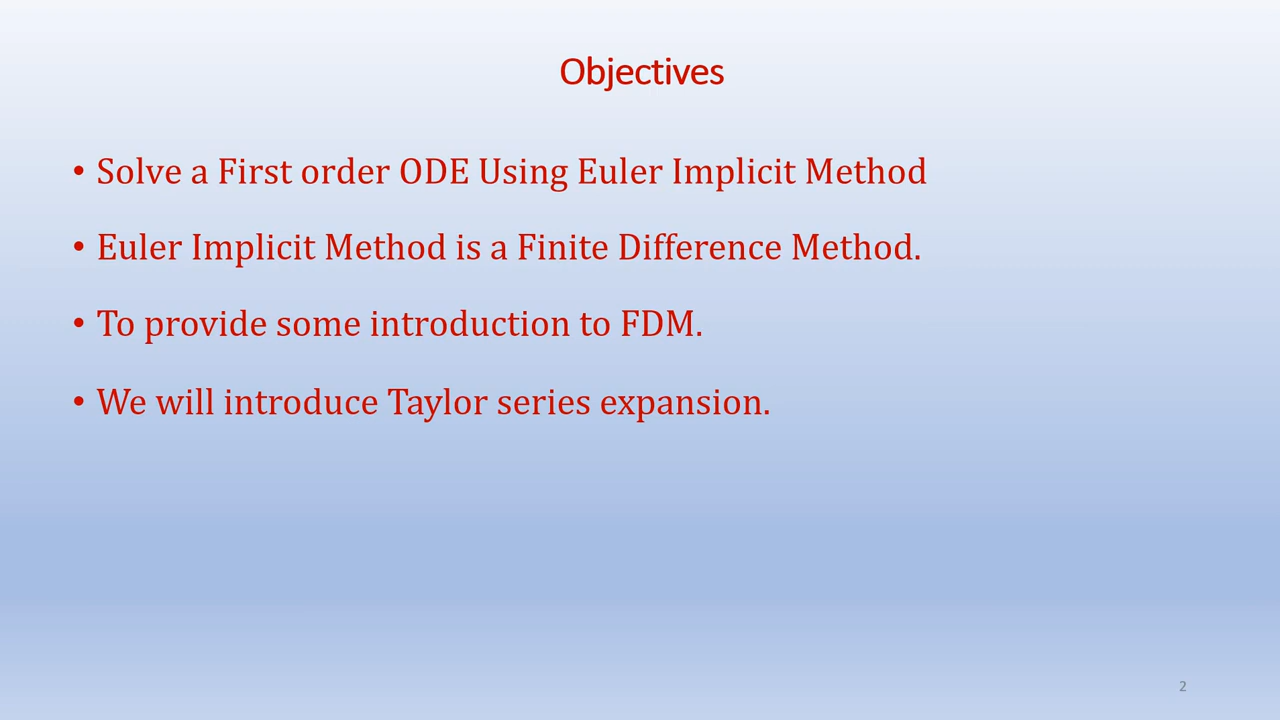 Objectives
• Solve a First order ODE Using Euler Implicit Method
• Euler Implicit Method is a Finite Difference Method.
• To provide some introduction to FDM.
• We will introduce Taylor series expansion.
2